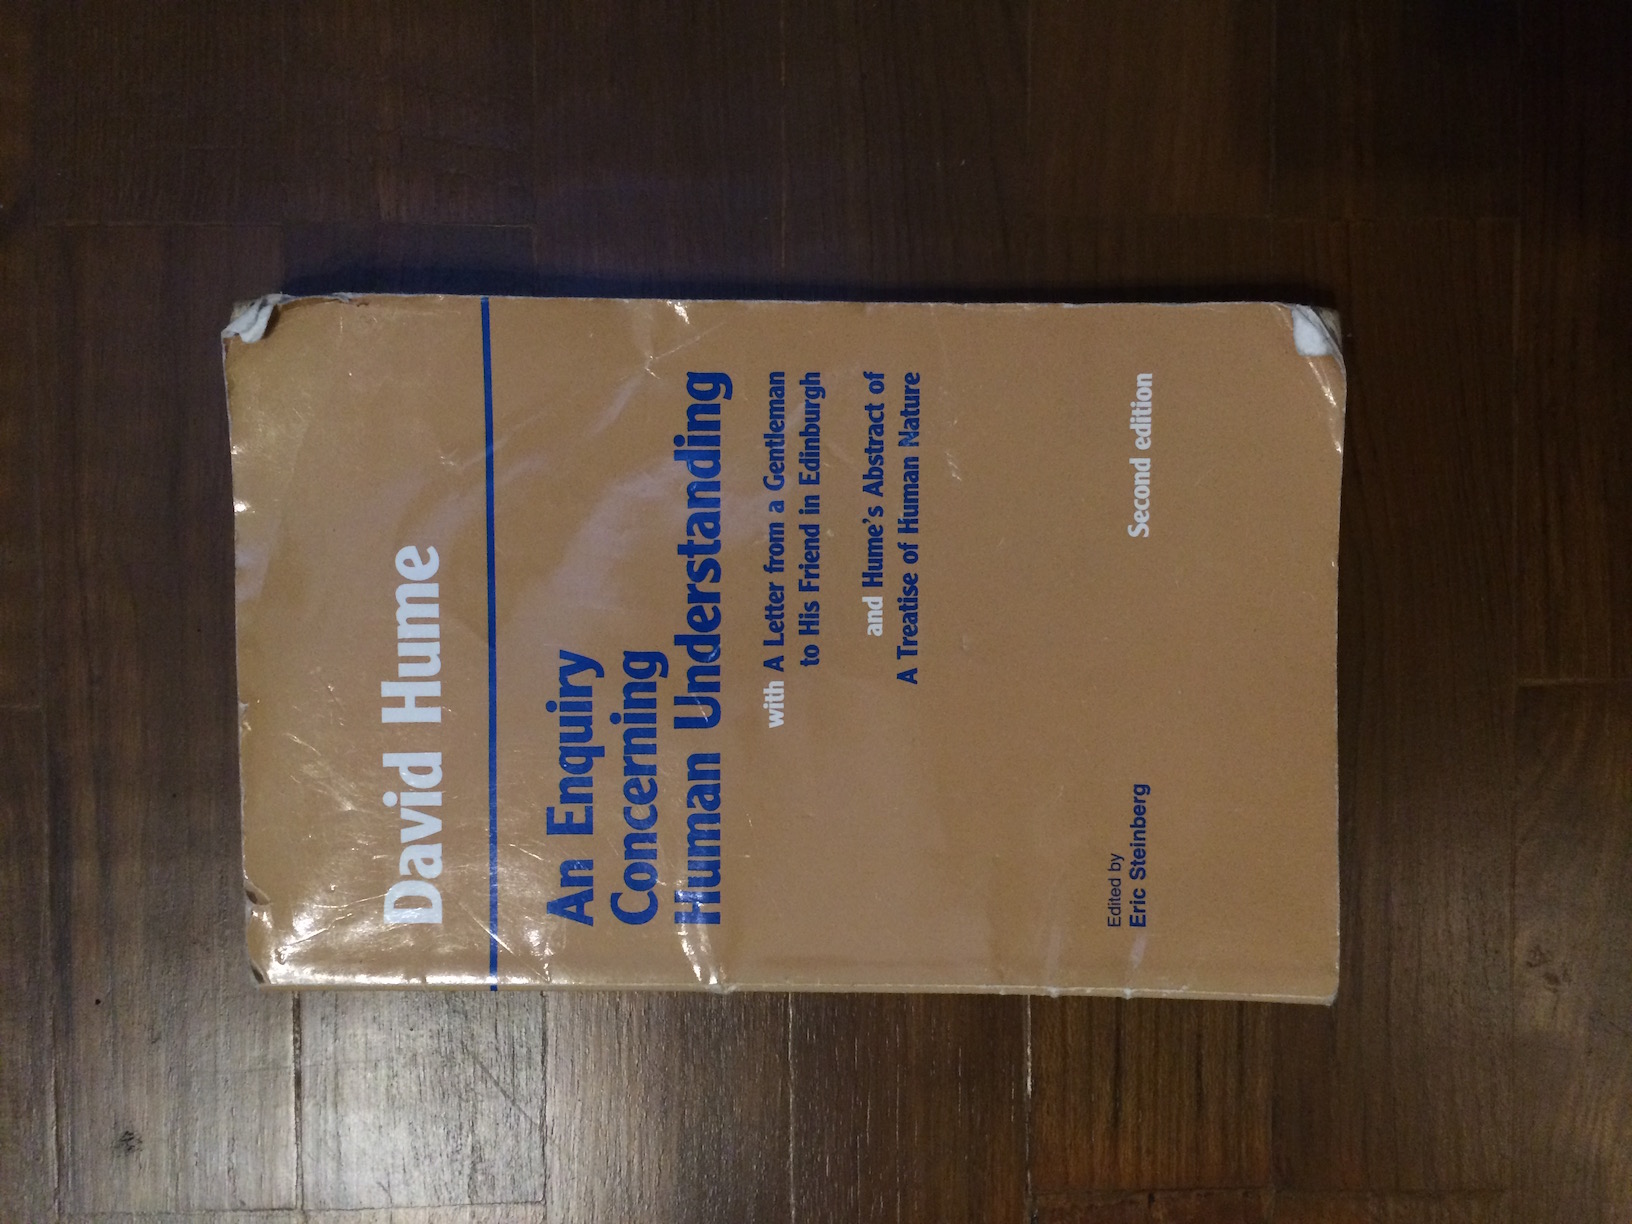 David Hume
An Enquiry
Concerning
Human Understanding
with A Letter from a Gentleman
to His Friend in Edinburgh
and Hume's Abstract of
A Treatise of Human Nature
Edited by
Eric Steinberg
Second edition